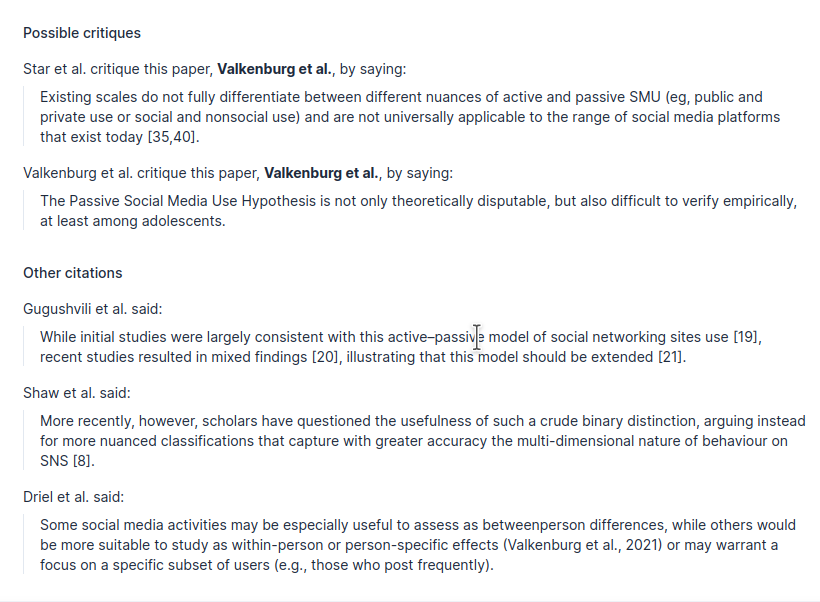 Possible critiques
Star et al. critique this paper, Valkenburg et al., by saying:
Existing scales do not fully differentiate between different nuances of active and passive SMU (eg, public and
private use or social and nonsocial use) and are not universally applicable to the range of social media platforms
that exist today [35,40].
Valkenburg et al. critique this paper, Valkenburg et al., by saying:
The Passive Social Media Use Hypothesis is not only theoretically disputable, but also difficult to verify empirically,
at least among adolescents.
Other citations
Gugushvili et al. said:
While initial studies were largely consistent with this active–passive model of social networking sites use [19],
recent studies resulted in mixed findings [20], illustrating that this model should be extended [21].
Shaw et al. said:
More recently, however, scholars have questioned the usefulness of such a crude binary distinction, arguing instead
for more nuanced classifications that capture with greater accuracy the multi-dimensional nature of behaviour on
SNS [8].
Driel et al. said:
Some social media activities may be especially useful to assess as betweenperson differences, while others would
be more suitable to study as within-person or person-specific effects (Valkenburg et al., 2021) or may warrant a
focus on a specific subset of users (e.g., those who post frequently).